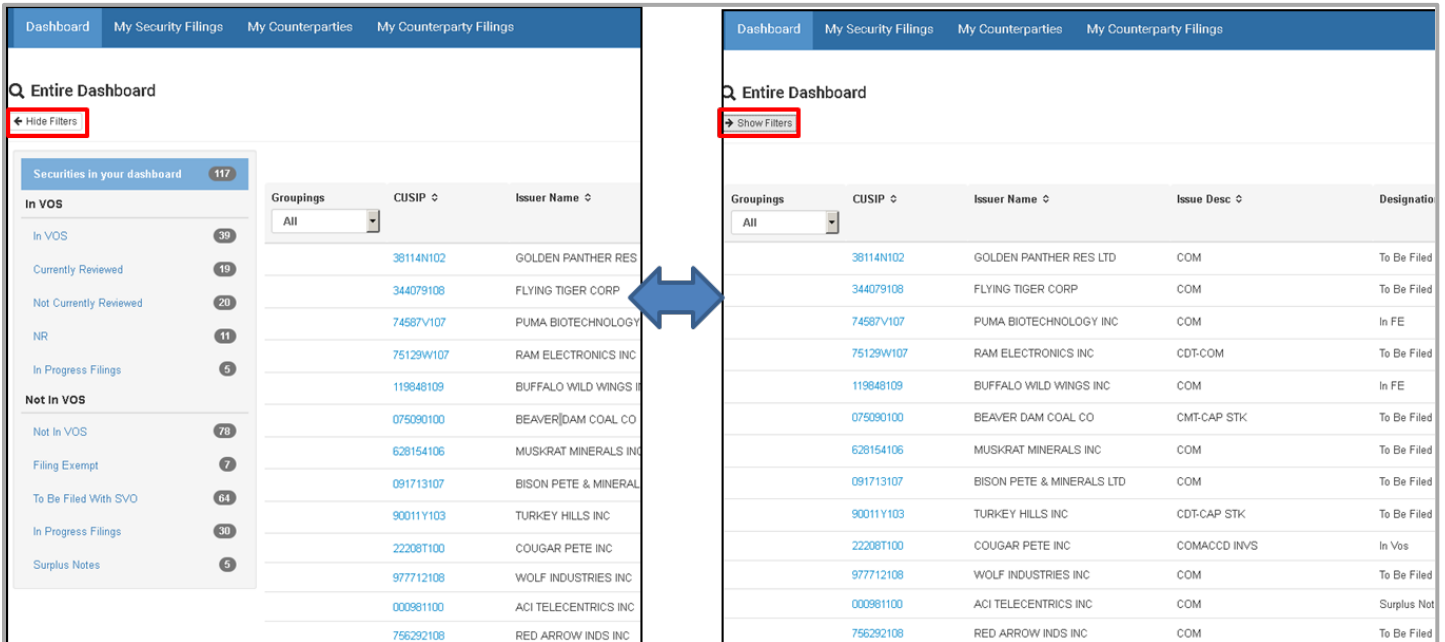 Dashboard My Security Filings My Counterparties My Counterparty Filings
Entire Dashboard
Hide Filters
Securities in your dashboard 117
In VOS
In VOS 39
Currently Reviewed 19
Not Currently Reviewed 20
NR 11
In Progress Filings 5
Not In VOS
Not In VOS 78
Filing Exempt 7
To Be Filed With SVO 64
In Progress Filings 30
Surplus Notes 5
Groupings CUSIP Issuer Name
All
38114N102 GOLDEN PANTHER RES
344079108 FLYING TIGER CORP
74587V107 PUMA BIOTECHNOLOGY
75129W107 RAM ELECTRONICS INC
119848109 BUFFALO WILD WINGS I
075090100 BEAVER DAM COAL CO
628154106 MUSKRAT MINERALS INC
091713107 BISON PETE & MINERAL
90011Y103 TURKEY HILLS INC
22208T100 COUGAR PETE INC
977712108 WOLF INDUSTRIES INC
000981100 ACI TELECENTRICS INC
756292108 RED ARROW INDS INC
Dashboard My Security Filings My Counterparties My Counterparty Filings
Entire Dashboard
Show Filters
Groupings CUSIP Issuer Name Issue Desc Designatio
All
38114N102 GOLDEN PANTHER RES LTD COM To Be Filed
344079108 FLYING TIGER CORP COM To Be Filed
74587V107 PUMA BIOTECHNOLOGY INC COM In FE
75129W107 RAM ELECTRONICS INC CDT-COM To Be Filed
119848109 BUFFALO WILD WINGS INC COM In FE
075090100 BEAVER DAM COAL CO CMT-CAP STK To Be Filed
628154106 MUSKRAT MINERALS INC COM To Be Filed
091713107 BISON PETE & MINERALS LTD COM To Be Filed
90011Y103 TURKEY HILLS INC CDT-CAP STK To Be Filed
22208T100 COUGAR PETE INC COMACCD INVS In Vos
977712108 WOLF INDUSTRIES INC COM To Be Filed
000981100 ACI TELECENTRICS INC COM Surplus Not
756292108 RED ARROW INDS INC COM To Be Filed